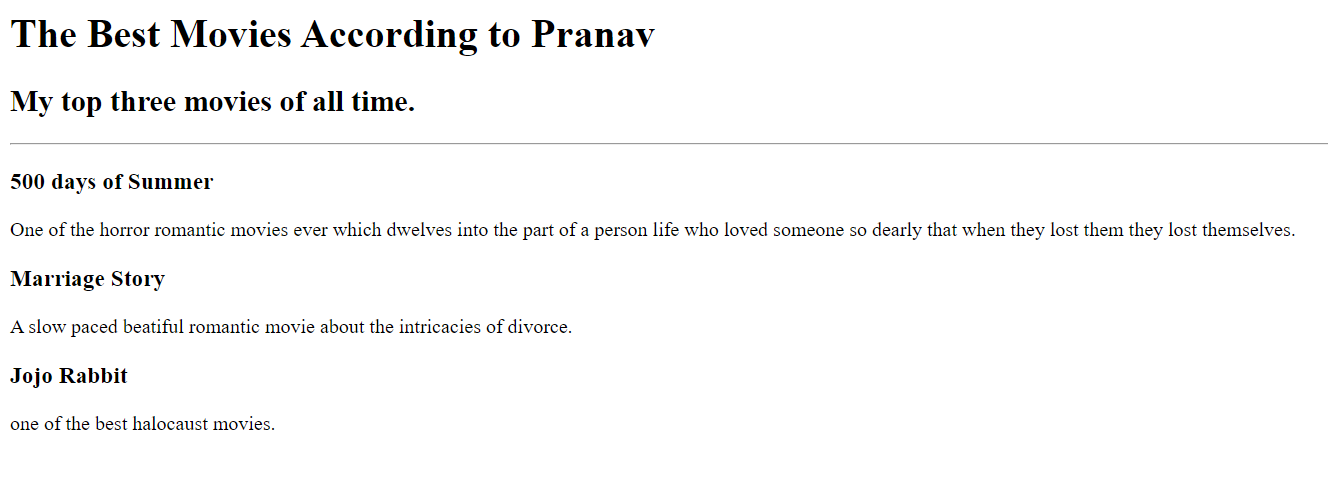 The Best Movies According to Pranav
My top three movies of all time.
500 days of Summer
One of the horror romantic movies ever which dwelves into the part of a person life who loved someone so dearly that when they lost them they lost themselves.
Marriage Story
A slow paced beatiful romantic movie about the intricacies of divorce.
Jojo Rabbit
one of the best halocaust movies.